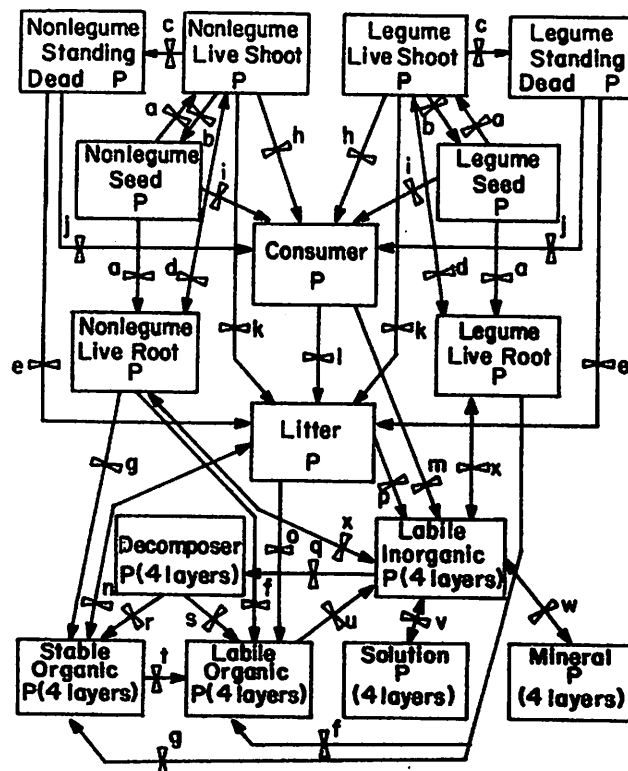 Nonlegume
Standing
Dead P
c
Nonlegume
Live Shoot
P
Legume
Live Shoot
P
c
Legume
Standing
Dead P
a
b
h
h
b
a
Nonlegume
Seed
P
i
i
Legume
Seed
P
j
j
Consumer
P
a
d
d
a
Nonlegume
Live Root
P
k
l
k
Legume
Live Root
P
e
e
Litter
P
g
m
x
p
o
x
Decomposer
P(4 layers)
q
Labile
Inorganic
P(4 layers)
n
f
r
s
u
v
w
Stable
Organic
P(4 layers)
t
Labile
Organic
P(4 layers)
Solution
P
(4 layers)
Mineral
P
(4 layers)
g
f